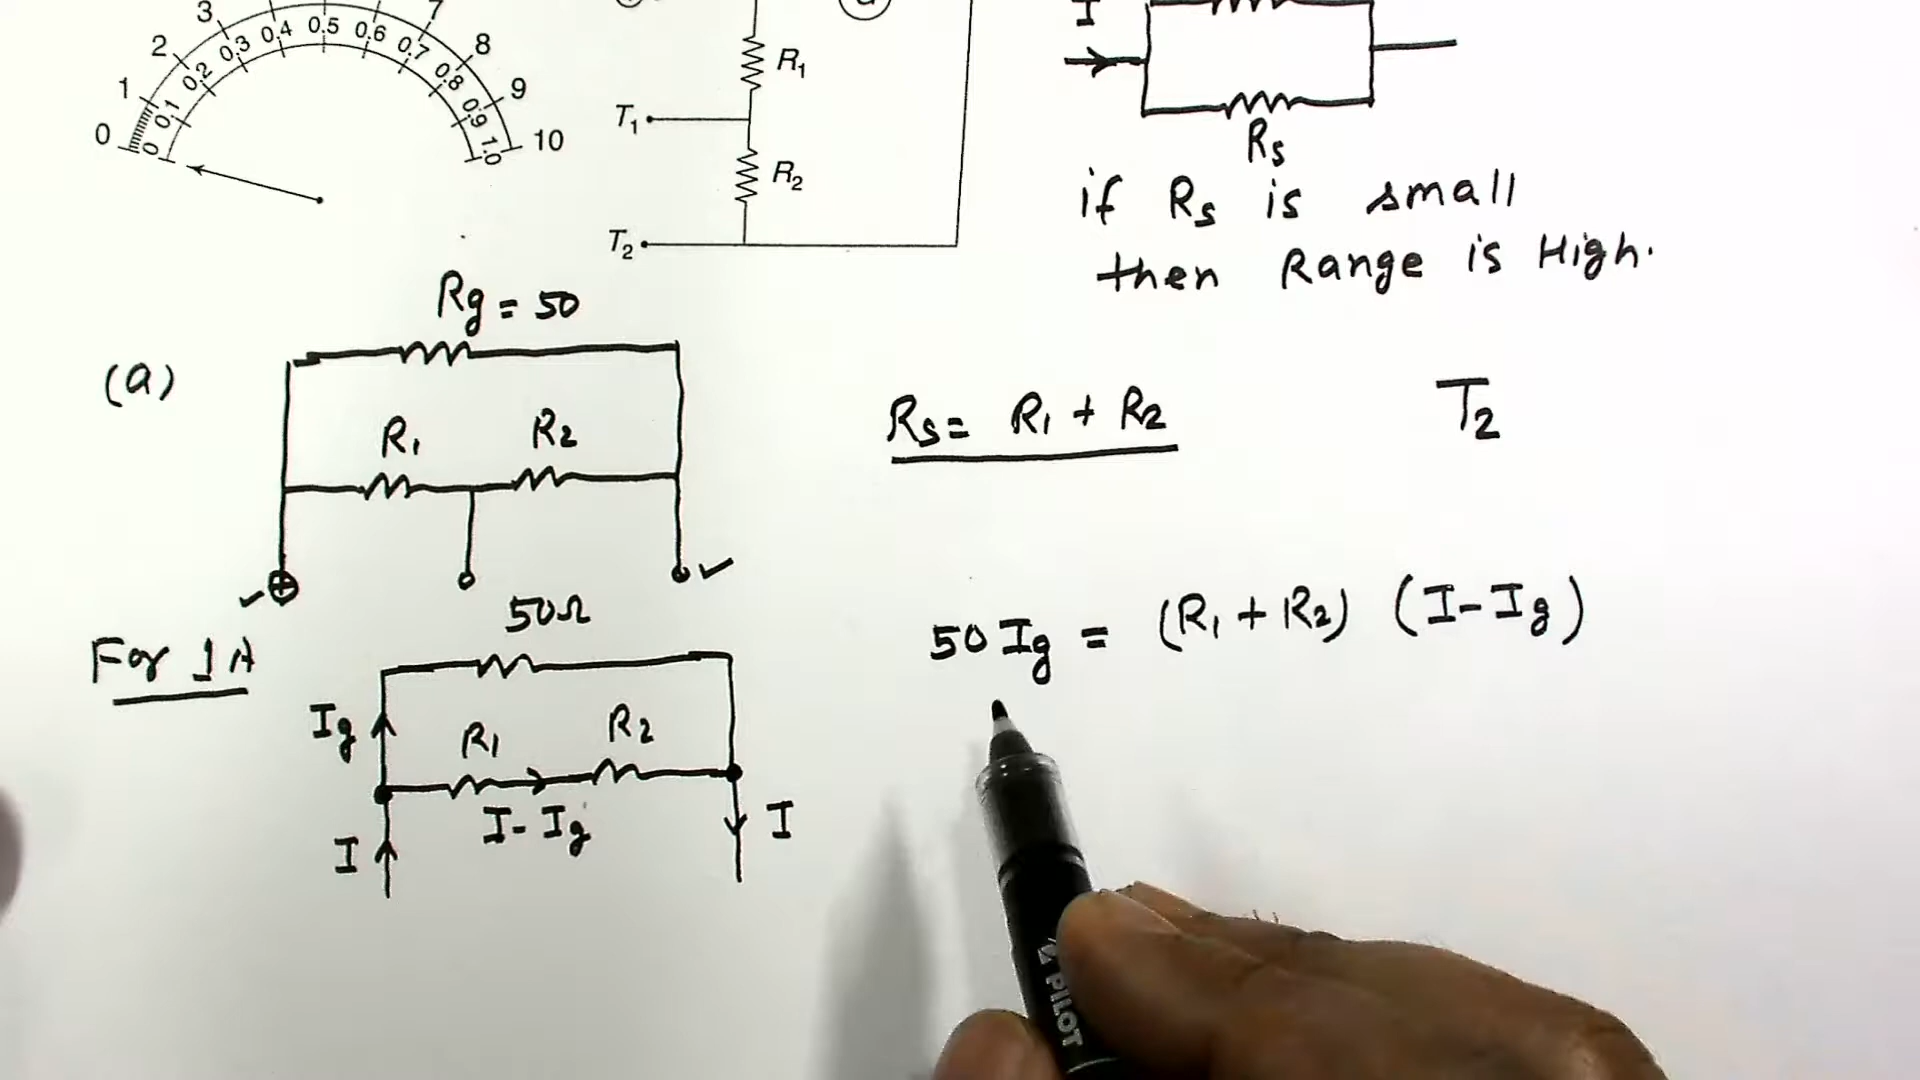 0 1 2 3 7 8 9 10
0 0.1 0.2 0.3 0.4 0.5 0.6 0.7 0.8 0.9 1.0
G
R1
T1
R2
T2
I
Rs
if Rs is small
then Range is High.
Rg = 50
(a)
R1 R2
Rs = R1 + R2
T2
50Ω
For 1 A
50 Ig = (R1 + R2) (I - Ig)
Ig
R1 R2
I - Ig
I
I
PILOT